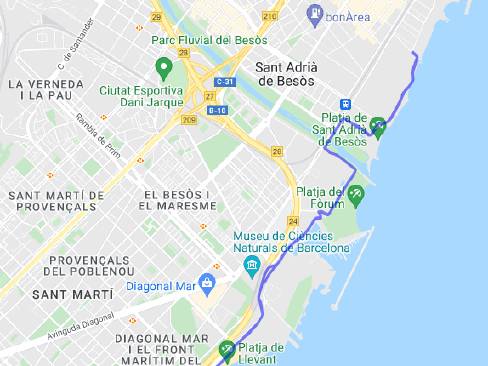 29
210
bonÀrea
Parc Fluvial del Besòs
C. de Santander
28
Sant Adrià
de Besòs
LA VERNEDA
I LA PAU
Ciutat Esportiva
Dani Jarque
C-31
27
B-10
209
Rambla de Prim
Platja de
Sant Adrià
de Besòs
26
SANT MARTÍ DE
PROVENÇALS
EL BESÒS I
EL MARESME
Platja del
Fòrum
24
Museu de Ciències
Naturals de Barcelona
PROVENÇALS
DEL POBLENOU
Diagonal Mar
SANT MARTÍ
Avinguda Diagonal
DIAGONAL MAR
I EL FRONT
MARÍTIM DEL
Platja de
Llevant